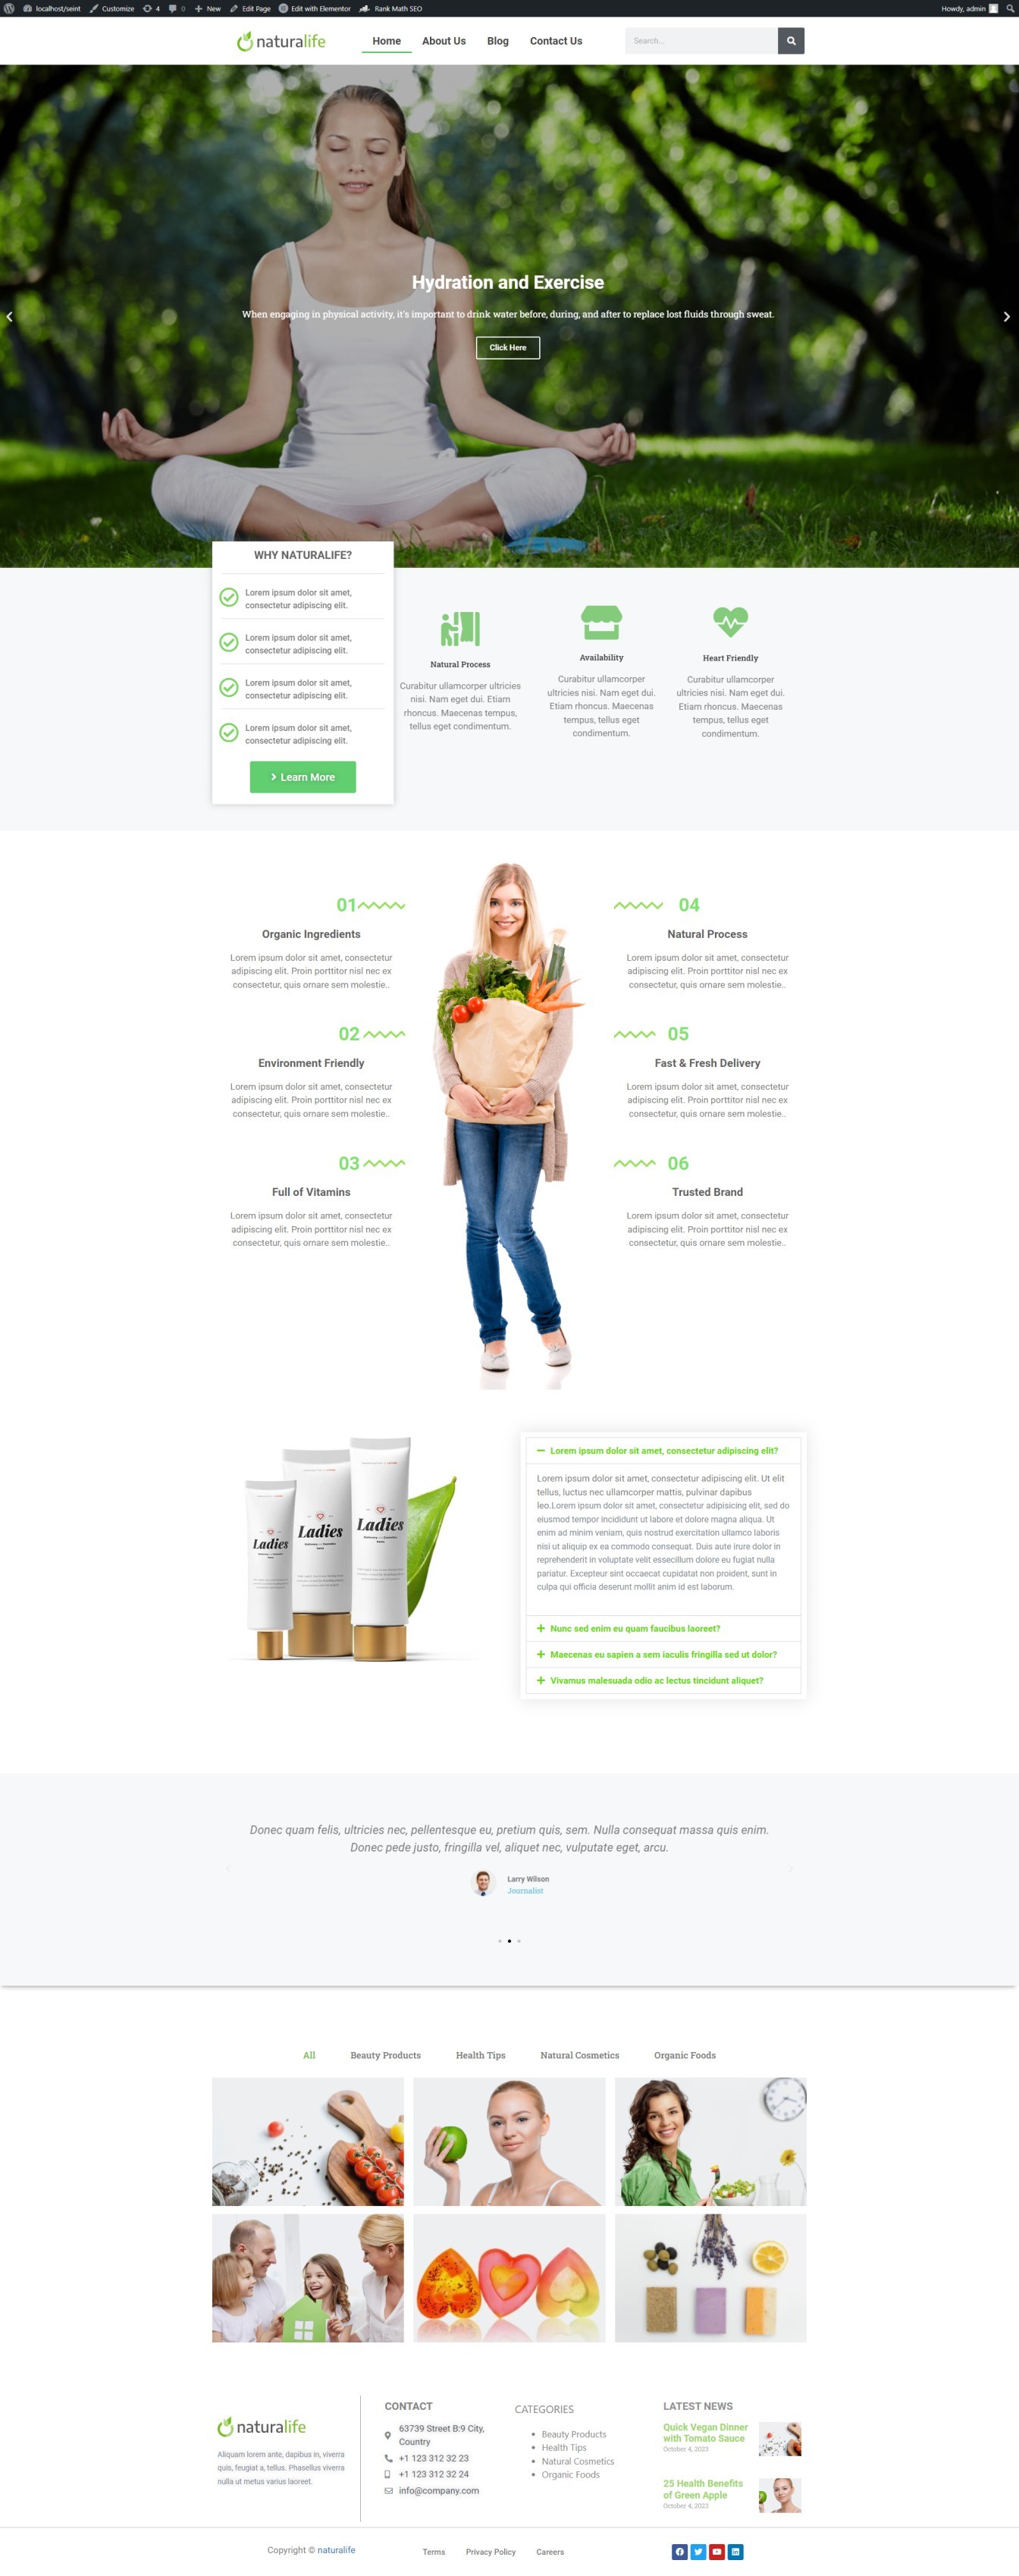 localhost/seint Customize 4 0 + New Edit Page Edit with Elementor Rank Math SEO Howdy, admin
naturalife Home About Us Blog Contact Us Search...
Hydration and Exercise
When engaging in physical activity, it's important to drink water before, during, and after to replace lost fluids through sweat.
Click Here
WHY NATURALIFE?
Lorem ipsum dolor sit amet,
consectetur adipiscing elit.
Lorem ipsum dolor sit amet,
consectetur adipiscing elit.
Lorem ipsum dolor sit amet,
consectetur adipiscing elit.
Lorem ipsum dolor sit amet,
consectetur adipiscing elit.
Learn More
Natural Process
Curabitur ullamcorper ultricies
nisi. Nam eget dui. Etiam
rhoncus. Maecenas tempus,
tellus eget condimentum.
Availability
Curabitur ullamcorper
ultricies nisi. Nam eget dui.
Etiam rhoncus. Maecenas
tempus, tellus eget
condimentum.
Heart Friendly
Curabitur ullamcorper
ultricies nisi. Nam eget dui.
Etiam rhoncus. Maecenas
tempus, tellus eget
condimentum.
01
Organic Ingredients
Lorem ipsum dolor sit amet, consectetur
adipiscing elit. Proin porttitor nisl nec ex
consectetur, quis ornare sem molestie..
02
Environment Friendly
Lorem ipsum dolor sit amet, consectetur
adipiscing elit. Proin porttitor nisl nec ex
consectetur, quis ornare sem molestie..
03
Full of Vitamins
Lorem ipsum dolor sit amet, consectetur
adipiscing elit. Proin porttitor nisl nec ex
consectetur, quis ornare sem molestie..
04
Natural Process
Lorem ipsum dolor sit amet, consectetur
adipiscing elit. Proin porttitor nisl nec ex
consectetur, quis ornare sem molestie..
05
Fast & Fresh Delivery
Lorem ipsum dolor sit amet, consectetur
adipiscing elit. Proin porttitor nisl nec ex
consectetur, quis ornare sem molestie..
06
Trusted Brand
Lorem ipsum dolor sit amet, consectetur
adipiscing elit. Proin porttitor nisl nec ex
consectetur, quis ornare sem molestie..
Ladies
Ladies
Ladies
Lorem ipsum dolor sit amet, consectetur adipiscing elit?
Lorem ipsum dolor sit amet, consectetur adipiscing elit. Ut elit
tellus, luctus nec ullamcorper mattis, pulvinar dapibus
leo.Lorem ipsum dolor sit amet, consectetur adipisicing elit, sed do
eiusmod tempor incididunt ut labore et dolore magna aliqua. Ut
enim ad minim veniam, quis nostrud exercitation ullamco laboris
nisi ut aliquip ex ea commodo consequat. Duis aute irure dolor in
reprehenderit in voluptate velit essecillum dolore eu fugiat nulla
pariatur. Excepteur sint occaecat cupidatat non proident, sunt in
culpa qui officia deserunt mollit anim id est laborum.
Nunc sed enim eu quam faucibus laoreet?
Maecenas eu sapien a sem iaculis fringilla sed ut dolor?
Vivamus malesuada odio ac lectus tincidunt aliquet?
Donec quam felis, ultricies nec, pellentesque eu, pretium quis, sem. Nulla consequat massa quis enim.
Donec pede justo, fringilla vel, aliquet nec, vulputate eget, arcu.
Larry Wilson
Journalist
All Beauty Products Health Tips Natural Cosmetics Organic Foods
naturalife
Aliquam lorem ante, dapibus in, viverra
quis, feugiat a, tellus. Phasellus viverra
nulla ut metus varius laoreet.
CONTACT
63739 Street B:9 City,
Country
+1 123 312 32 23
+1 123 312 32 24
info@company.com
CATEGORIES
Beauty Products
Health Tips
Natural Cosmetics
Organic Foods
LATEST NEWS
Quick Vegan Dinner
with Tomato Sauce
October 4, 2023
25 Health Benefits
of Green Apple
October 4, 2023
Copyright © naturalife Terms Privacy Policy Careers